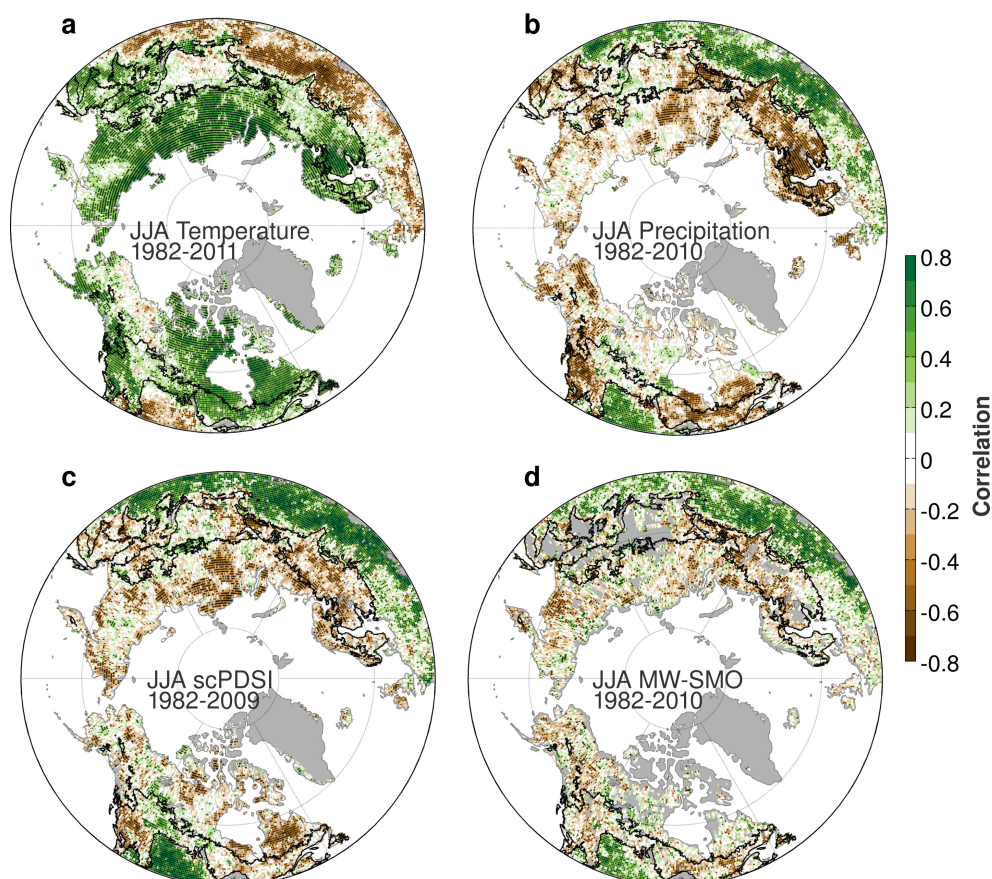 a
b
JJA Temperature
1982-2011
JJA Precipitation
1982-2010
c
d
JJA scPDSI
1982-2009
JJA MW-SMO
1982-2010
0.8
0.6
0.4
0.2
0
-0.2
-0.4
-0.6
-0.8
Correlation